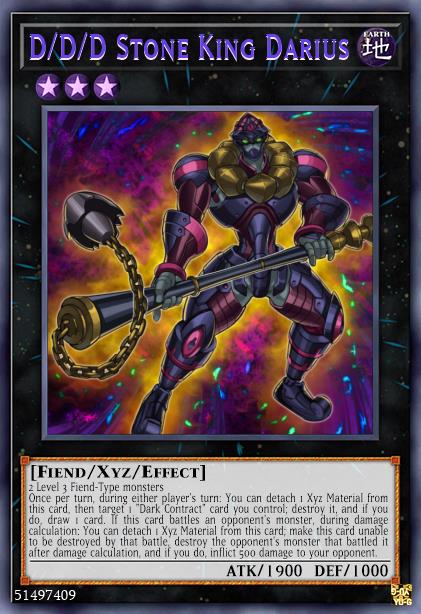 D/D/D STONE KING DARIUS
EARTH
地
[FIEND/XYZ/EFFECT]
2 Level 3 Fiend-Type monsters
Once per turn, during either player's turn: You can detach 1 Xyz Material from
this card, then target 1 "Dark Contract" card you control; destroy it, and if you
do, draw 1 card. If this card battles an opponent's monster, during damage
calculation: You can detach 1 Xyz Material from this card; make this card unable
to be destroyed by that battle, destroy the opponent's monster that battled it
after damage calculation, and if you do, inflict 500 damage to your opponent.
ATK/1900 DEF/1000
51497409